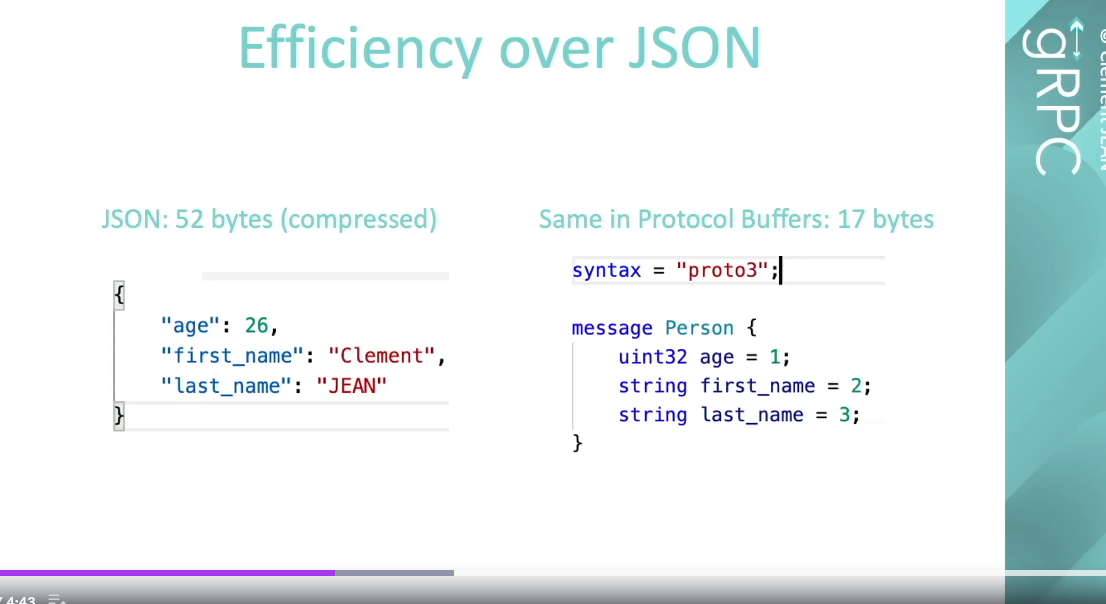 Efficiency over JSON
JSON: 52 bytes (compressed)
{
"age": 26,
"first_name": "Clement",
"last_name": "JEAN"
}
Same in Protocol Buffers: 17 bytes
syntax = "proto3";
message Person {
uint32 age = 1;
string first_name = 2;
string last_name = 3;
}
gRPC
© Clément JEAN
/ 4:43